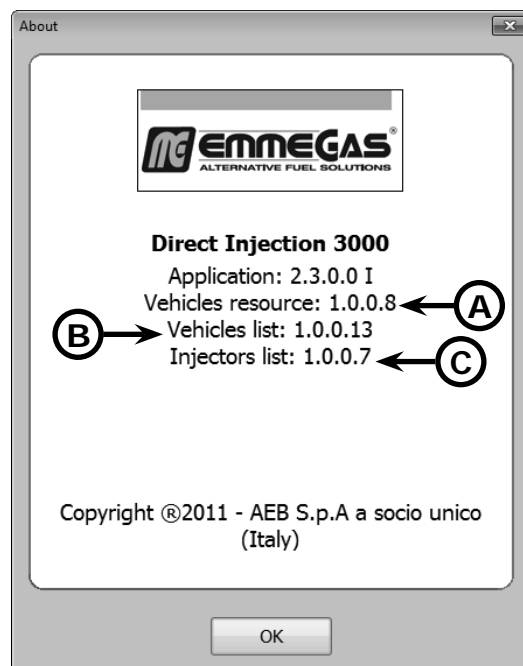 About
EMMEGAS®
ALTERNATIVE FUEL SOLUTIONS
Direct Injection 3000
Application: 2.3.0.0 I
Vehicles resource: 1.0.0.8
A
B
Vehicles list: 1.0.0.13
Injectors list: 1.0.0.7
C
Copyright ®2011 - AEB S.p.A a socio unico
(Italy)
OK